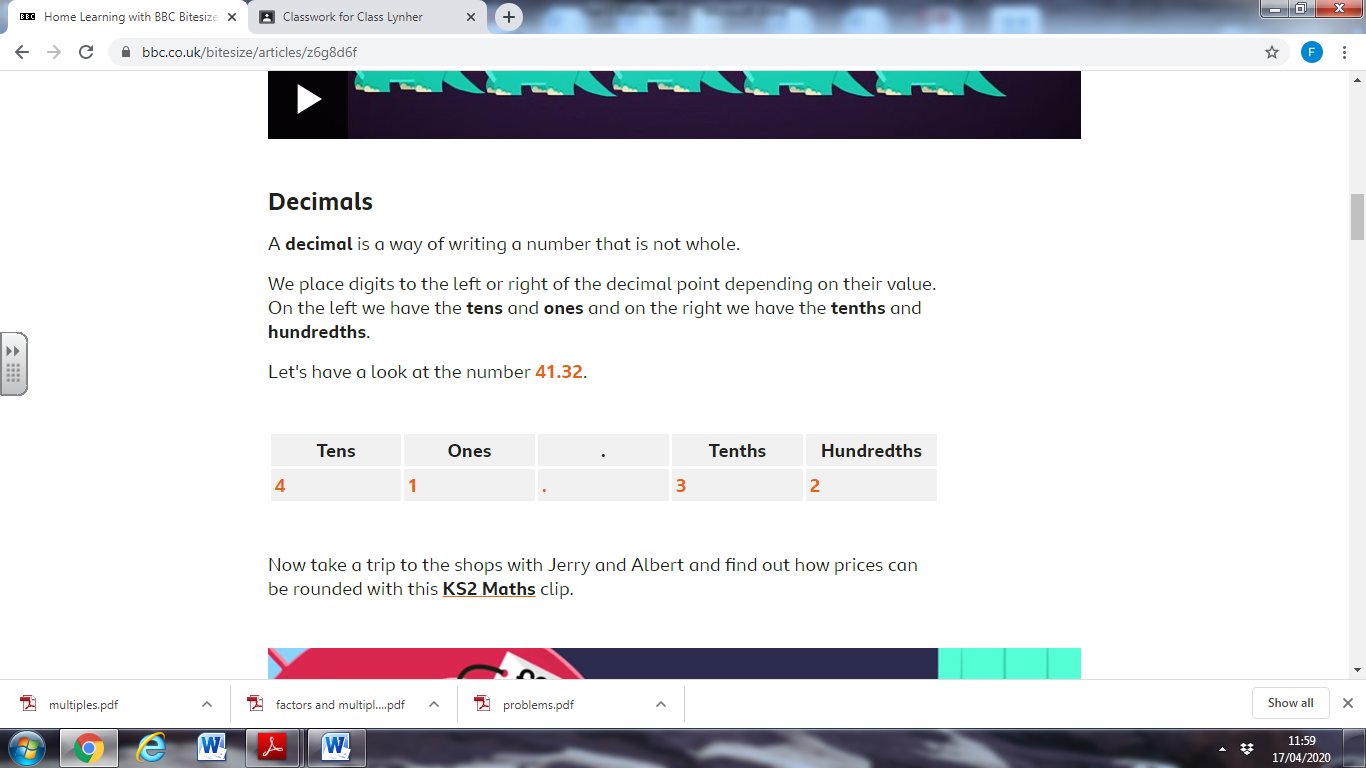 BBC Home Learning with BBC Bitesize
Classwork for Class Lynher
bbc.co.uk/bitesize/articles/z6g8d6f
F
Decimals
A decimal is a way of writing a number that is not whole.
We place digits to the left or right of the decimal point depending on their value.
On the left we have the tens and ones and on the right we have the tenths and
hundredths.
Let's have a look at the number 41.32.
Tens Ones . Tenths Hundredths
4 1 . 3 2
Now take a trip to the shops with Jerry and Albert and find out how prices can
be rounded with this KS2 Maths clip.
multiples.pdf
factors and multipl....pdf
problems.pdf
Show all
11:59
17/04/2020